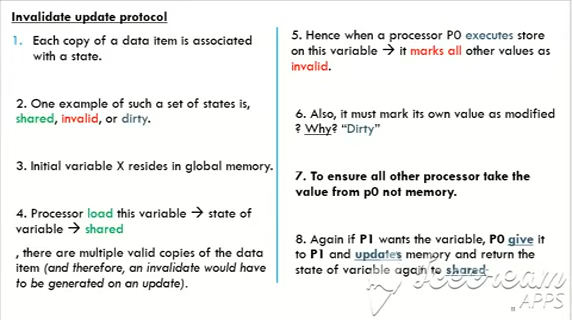 Invalidate update protocol
1. Each copy of a data item is associated
with a state.
2. One example of such a set of states is,
shared, invalid, or dirty.
3. Initial variable X resides in global memory.
4. Processor load this variable → state of
variable → shared
, there are multiple valid copies of the data
item (and therefore, an invalidate would have
to be generated on an update).
5. Hence when a processor P0 executes store
on this variable → it marks all other values as
invalid.
6. Also, it must mark its own value as modified
? Why? “Dirty”
7. To ensure all other processor take the
value from p0 not memory.
8. Again if P1 wants the variable, P0 give it
to P1 and updates memory and return the
state of variable again to shared
Icecream
APPS